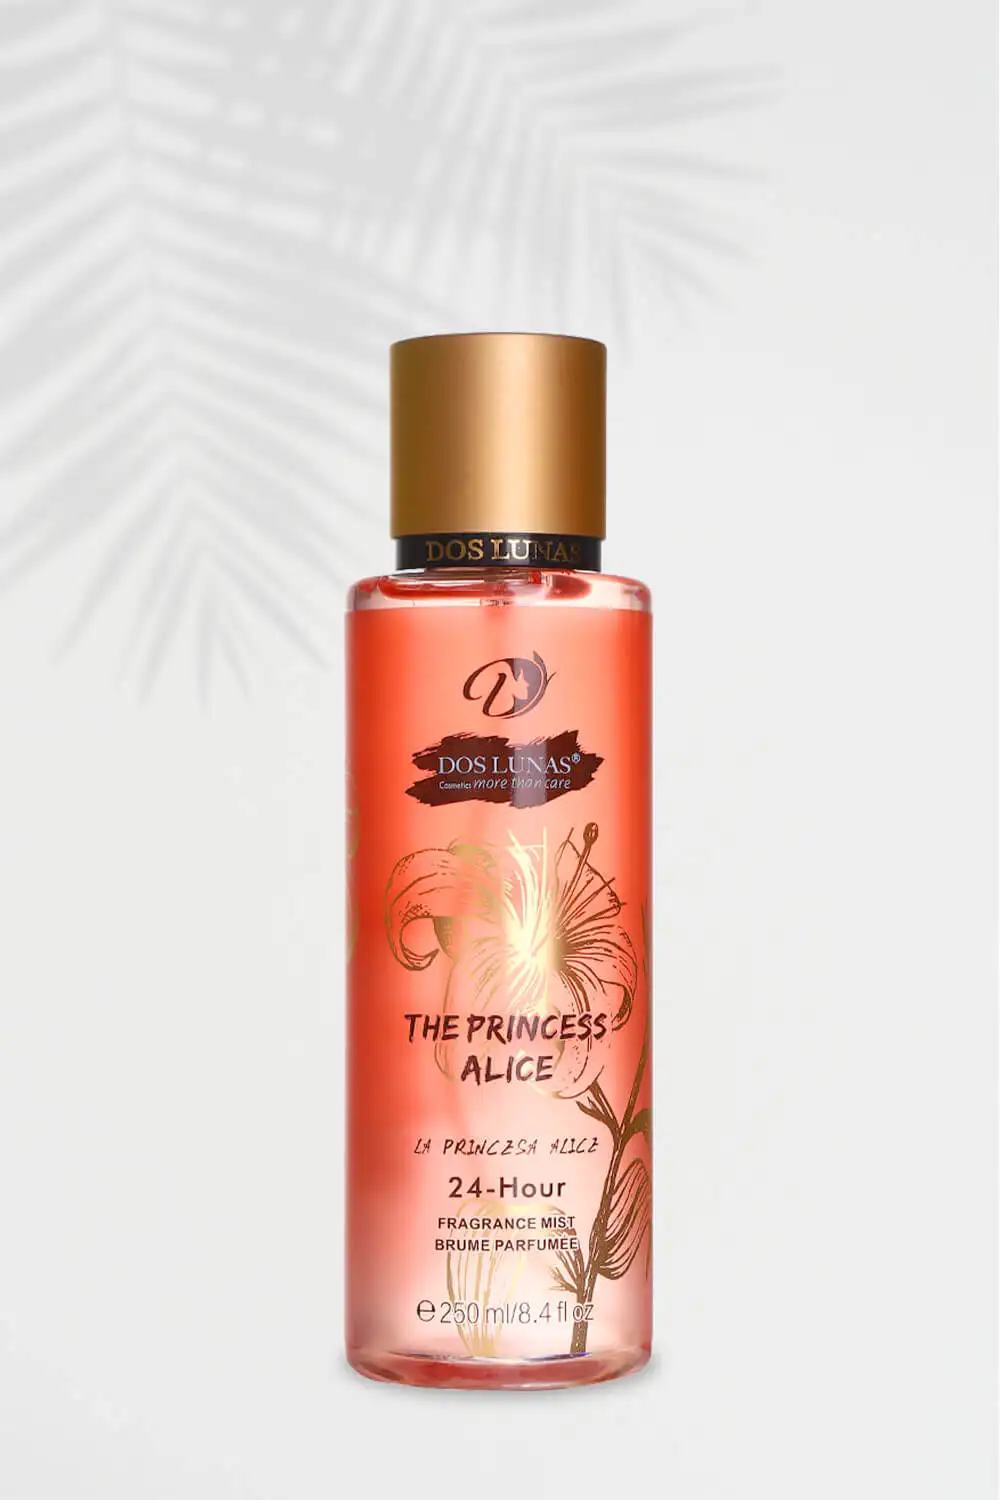 DOS LUNAS
DOS LUNAS®
Cosmetics more than care
THE PRINCESS
ALICE
LA PRINCESA ALICE
24-Hour
FRAGRANCE MIST
BRUME PARFUMÉE
℮ 250 ml/8.4 fl oz